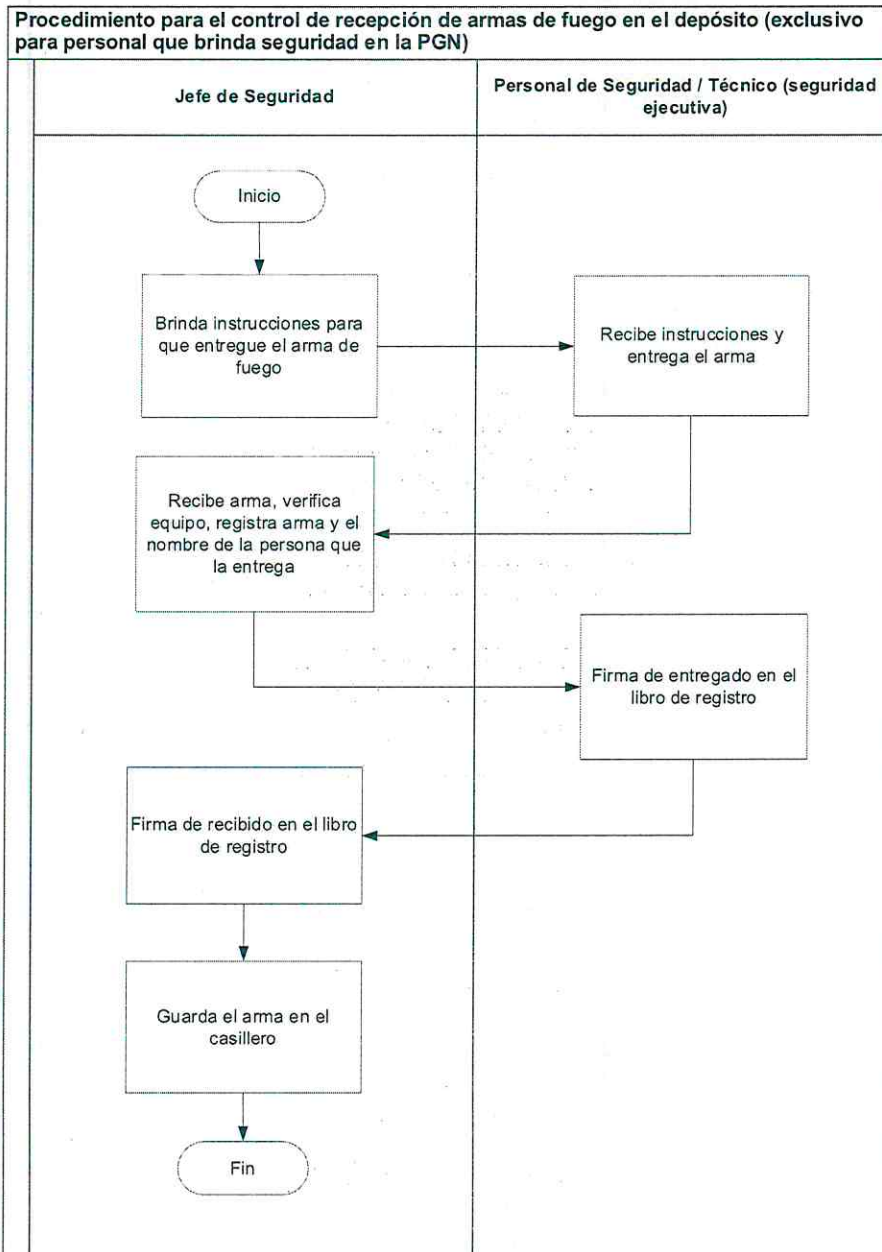 Procedimiento para el control de recepción de armas de fuego en el depósito (exclusivo
para personal que brinda seguridad en la PGN)
Jefe de Seguridad
Personal de Seguridad / Técnico (seguridad
ejecutiva)
Inicio
Brinda instrucciones para
que entregue el arma de
fuego
Recibe instrucciones y
entrega el arma
Recibe arma, verifica
equipo, registra arma y el
nombre de la persona que
la entrega
Firma de entregado en el
libro de registro
Firma de recibido en el libro
de registro
Guarda el arma en el
casillero
Fin